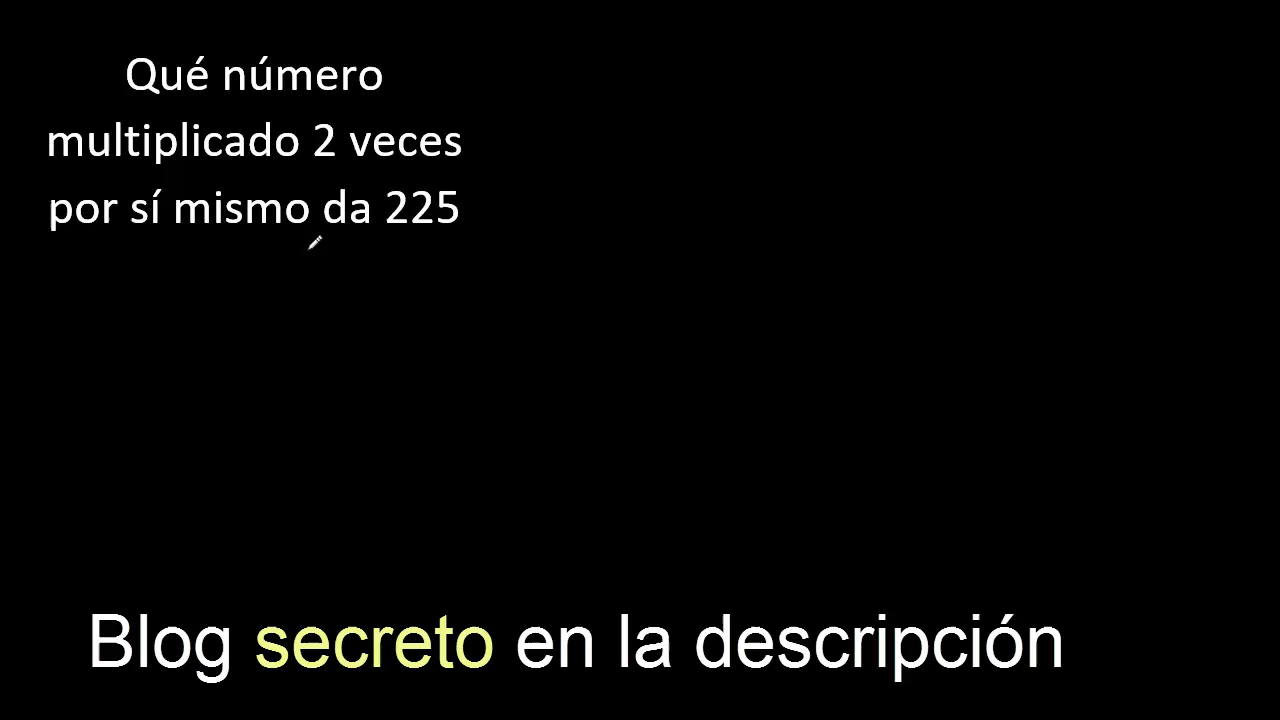 Qué número
multiplicado 2 veces
por sí mismo da 225
Blog secreto en la descripción